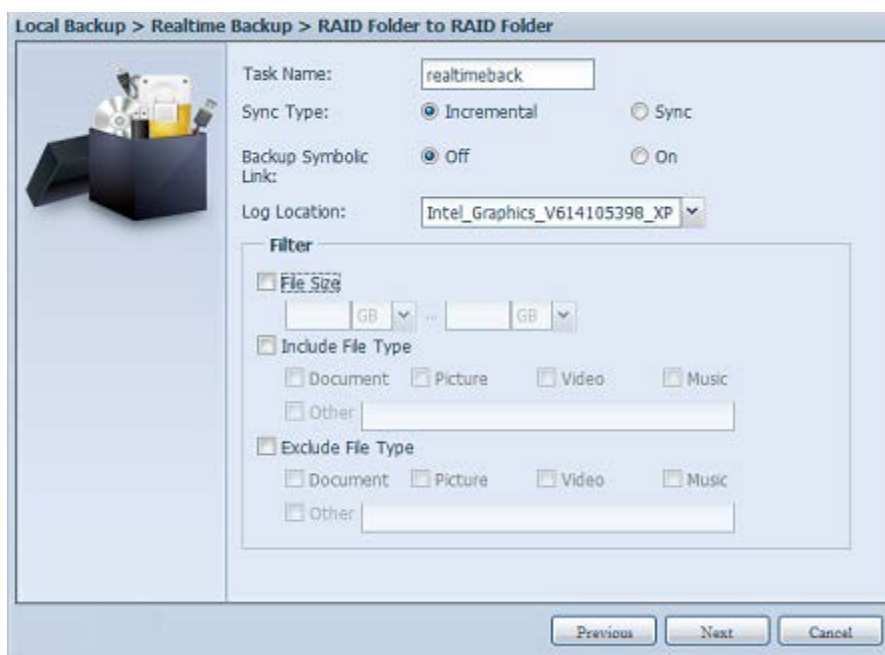 Local Backup > Realtime Backup > RAID Folder to RAID Folder
Task Name: realtimeback
Sync Type: Incremental Sync
Backup Symbolic Link: Off On
Log Location: Intel_Graphics_V614105398_XP
Filter
File Size
GB ... GB
Include File Type
Document Picture Video Music
Other
Exclude File Type
Document Picture Video Music
Other
Previous Next Cancel